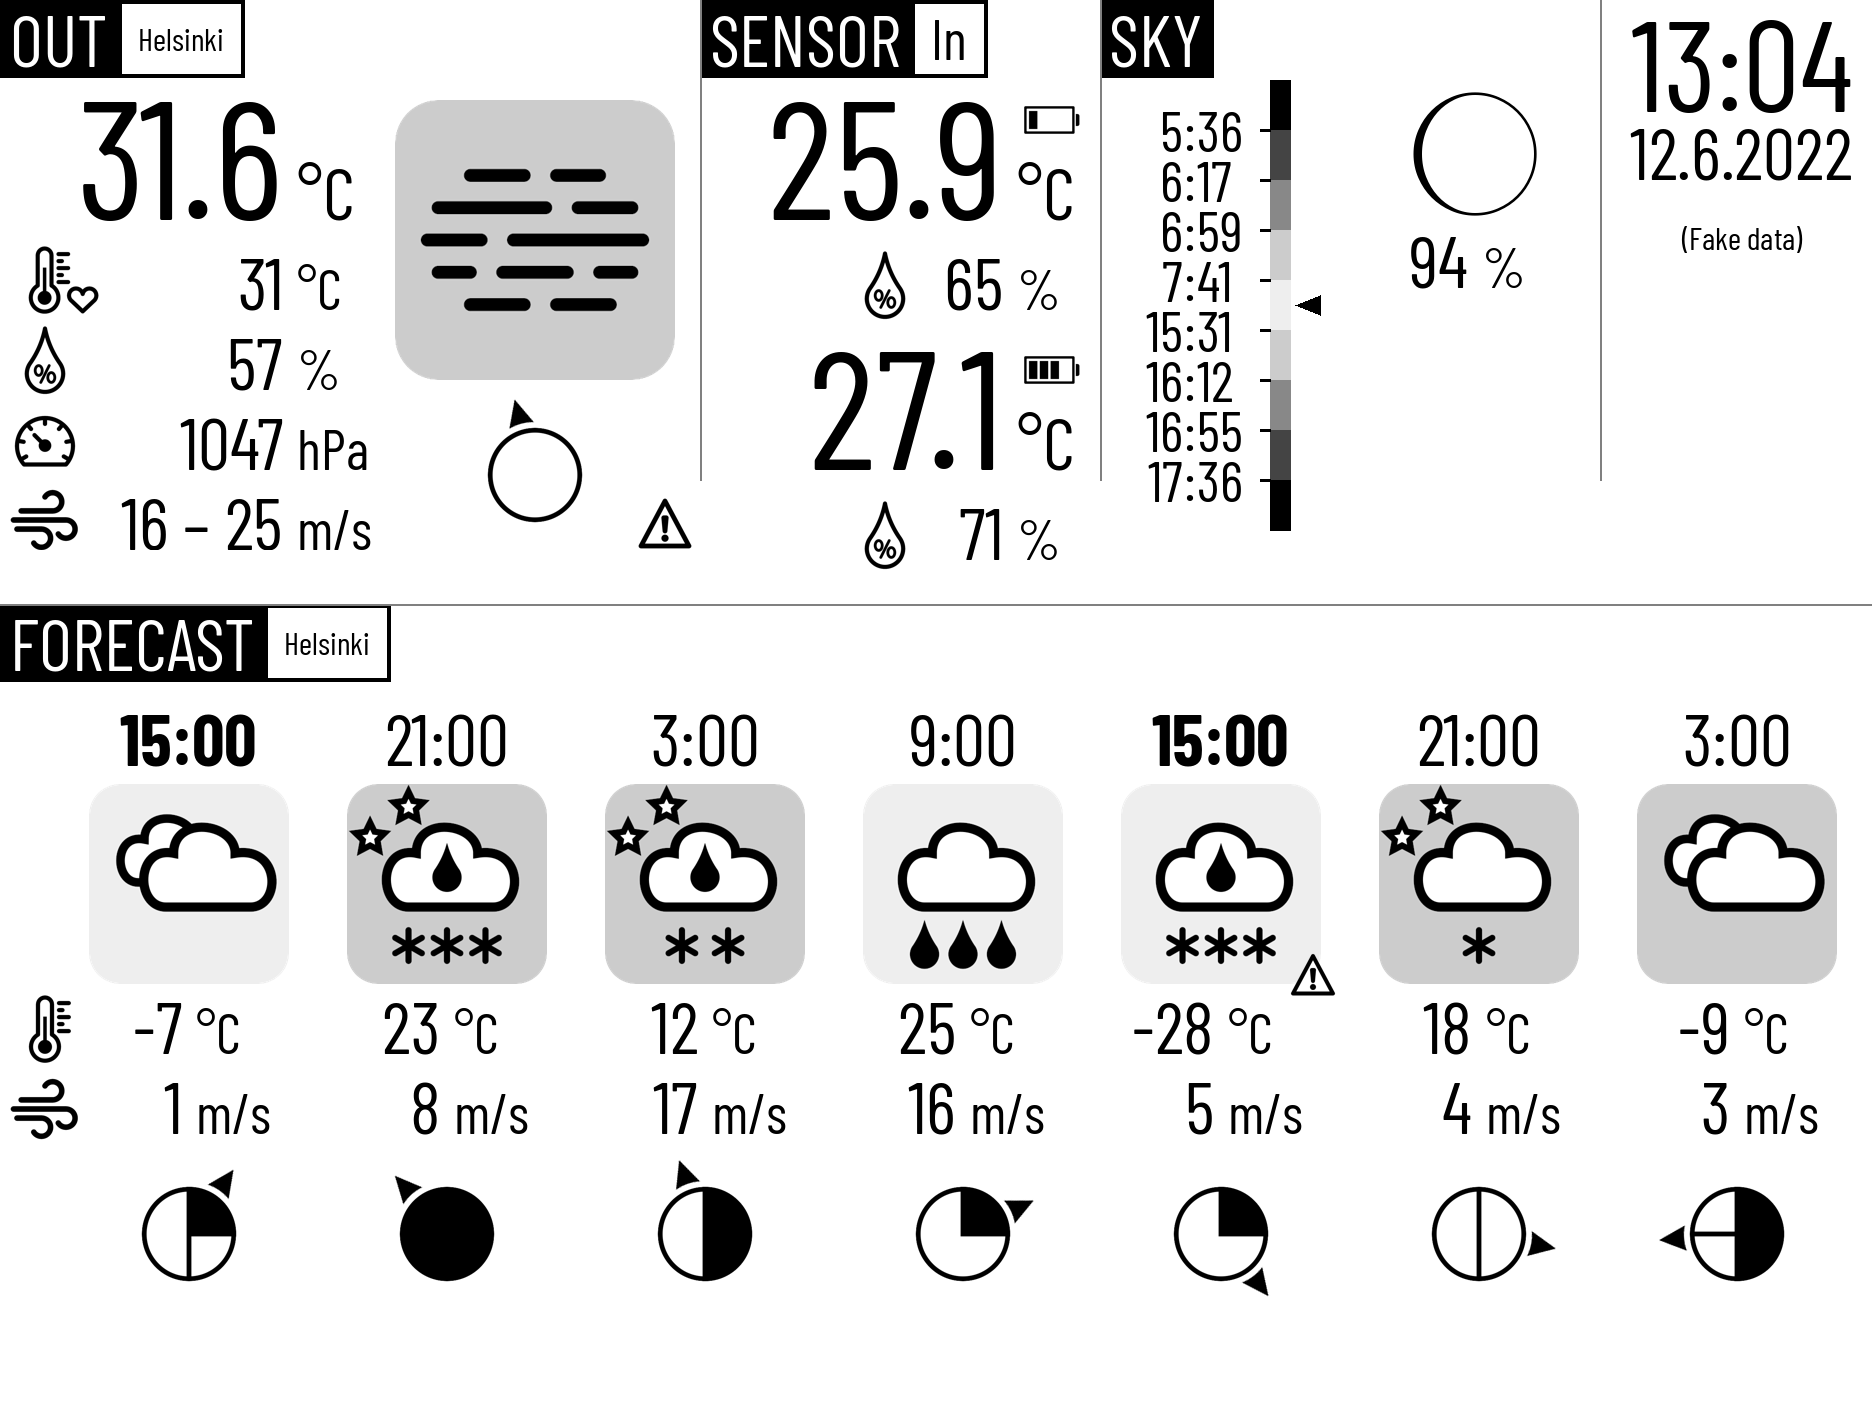 OUT Helsinki
31.6 °C
31 °C
% 57 %
1047 hPa
16 – 25 m/s
!
SENSOR In
25.9 °C
% 65 %
27.1 °C
% 71 %
SKY
5:36
6:17
6:59
7:41
15:31
16:12
16:55
17:36
94 %
13:04
12.6.2022
(Fake data)
FORECAST Helsinki
15:00 21:00 3:00 9:00 15:00 21:00 3:00
!
-7 °C 23 °C 12 °C 25 °C -28 °C 18 °C -9 °C
1 m/s 8 m/s 17 m/s 16 m/s 5 m/s 4 m/s 3 m/s